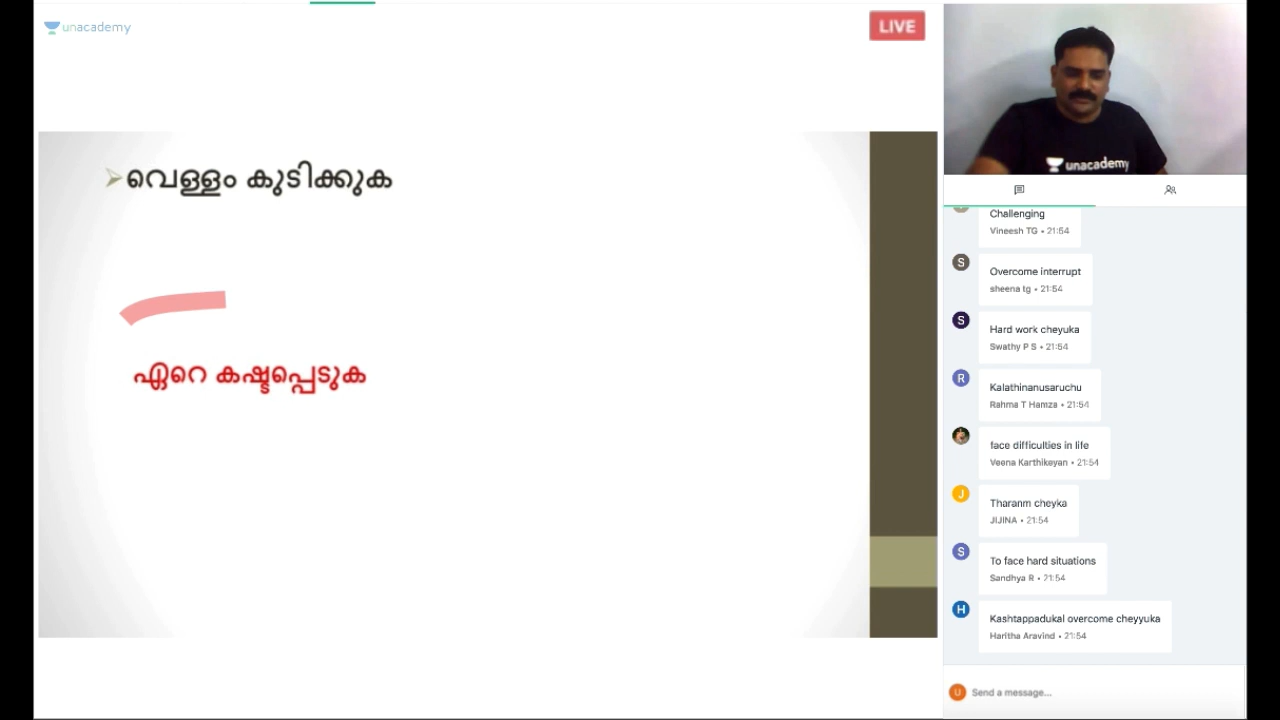 unacademy
LIVE
വെള്ളം കുടിക്കുക
ഏറെ കഷ്ടപ്പെടുക
unacademy
Challenging
Vineesh TG • 21:54
S
Overcome interrupt
sheena tg • 21:54
S
Hard work cheyuka
Swathy P S • 21:54
R
Kalathinanusaruchu
Rahma T Hamza • 21:54
face difficulties in life
Veena Karthikeyan • 21:54
J
Tharanm cheyka
JIJINA • 21:54
S
To face hard situations
Sandhya R • 21:54
H
Kashtappadukal overcome cheyyuka
Haritha Aravind • 21:54
U
Send a message...